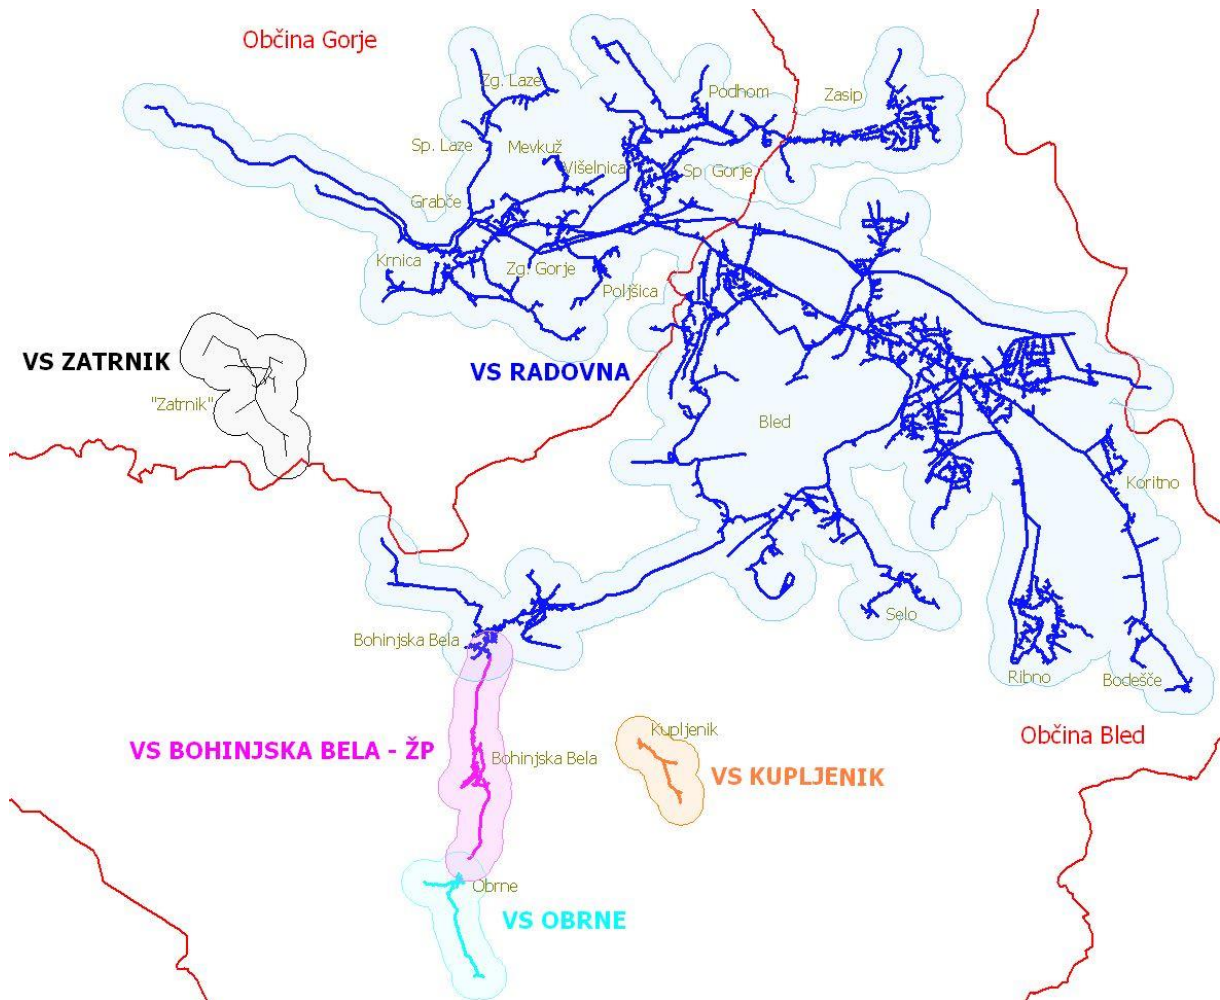 Občina Gorje
Zg. Laze
Podhom
Zasip
Sp. Laze
Mevkuž
Višelnica
Sp. Gorje
Grabče
Krnica
Zg. Gorje
Poljšica
VS ZATRNIK
VS RADOVNA
"Zatrnik"
Bled
Koritno
Selo
Bohinjska Bela
Ribno
Bodešče
Kupljenik
Občina Bled
VS BOHINJSKA BELA - ŽP
Bohinjska Bela
VS KUPLJENIK
Obrne
VS OBRNE